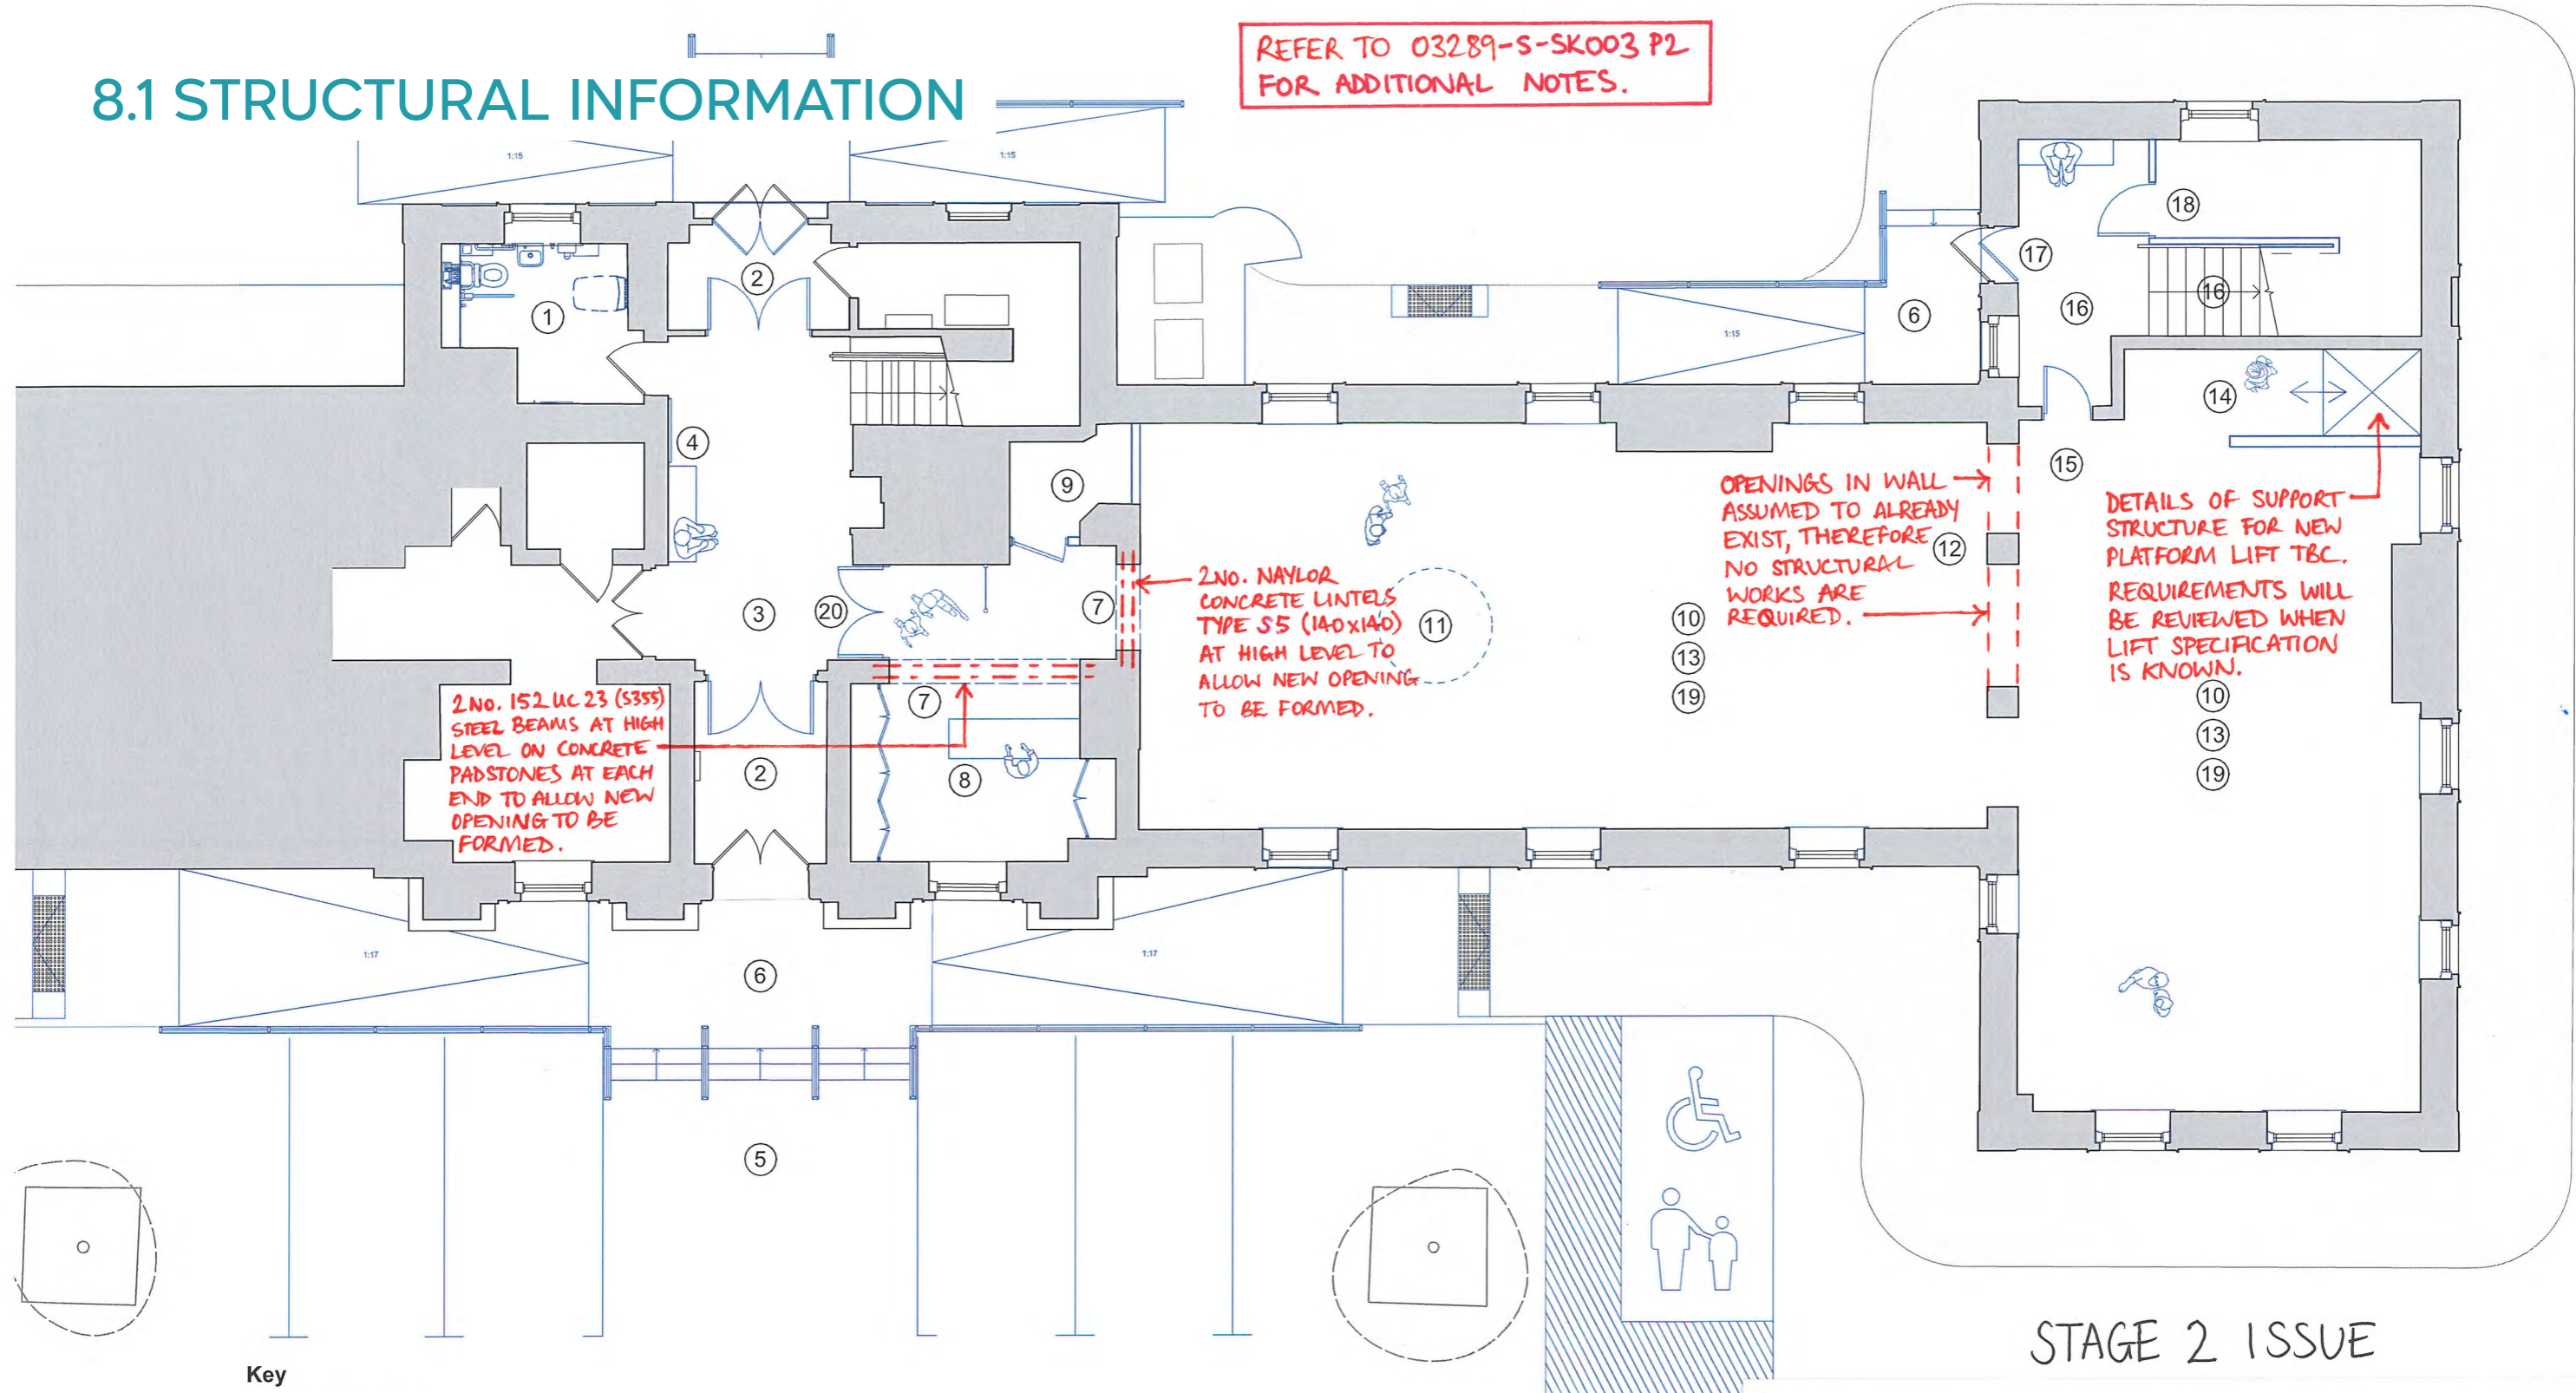 8.1 STRUCTURAL INFORMATION
REFER TO 03289-S-SK003 P2
FOR ADDITIONAL NOTES.
1:15
1:15
18
17
2
1
16
16
6
1:15
14
4
15
9
OPENINGS IN WALL
ASSUMED TO ALREADY
EXIST, THEREFORE
NO STRUCTURAL
WORKS ARE
REQUIRED.
12
DETAILS OF SUPPORT
STRUCTURE FOR NEW
PLATFORM LIFT TBC.
REQUIREMENTS WILL
BE REVIEWED WHEN
LIFT SPECIFICATION
IS KNOWN.
3
20
7
2NO. NAYLOR
CONCRETE LINTELS
TYPE S5 (140x140)
AT HIGH LEVEL TO
ALLOW NEW OPENING
TO BE FORMED.
11
10
13
19
10
13
19
2 NO. 152 UC 23 (S355)
STEEL BEAMS AT HIGH
LEVEL ON CONCRETE
PADSTONES AT EACH
END TO ALLOW NEW
OPENING TO BE
FORMED.
7
2
8
1:17
6
1:17
5
Key
STAGE 2 ISSUE